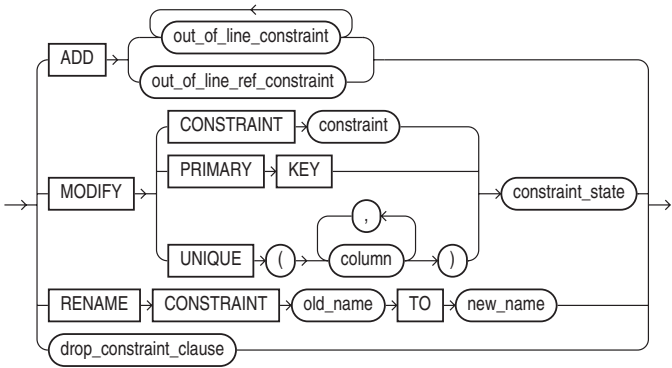 out_of_line_constraint
ADD
out_of_line_ref_constraint
CONSTRAINT constraint
PRIMARY KEY
MODIFY constraint_state
,
UNIQUE ( column )
RENAME CONSTRAINT old_name TO new_name
drop_constraint_clause